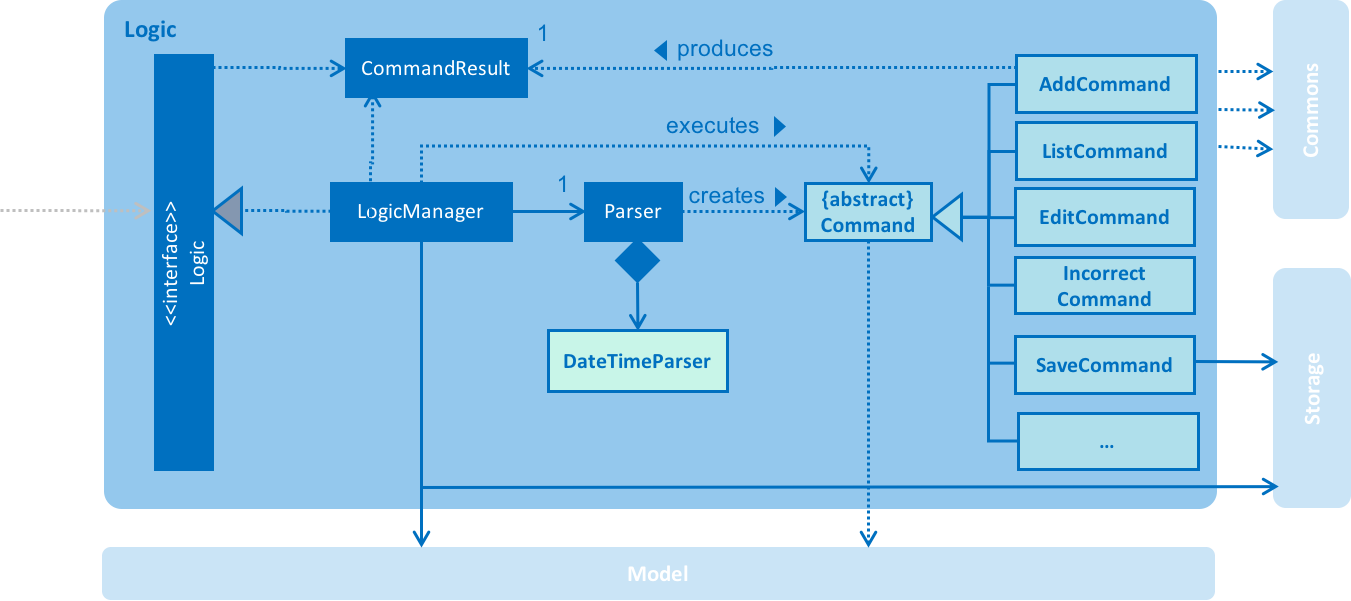 Logic
1
CommandResult
◀ produces
AddCommand
executes ▶
ListCommand
1
LogicManager
Parser
creates ▶
{abstract}
Command
EditCommand
<<interface>>
Logic
Incorrect
Command
DateTimeParser
SaveCommand
...
Commons
Storage
Model